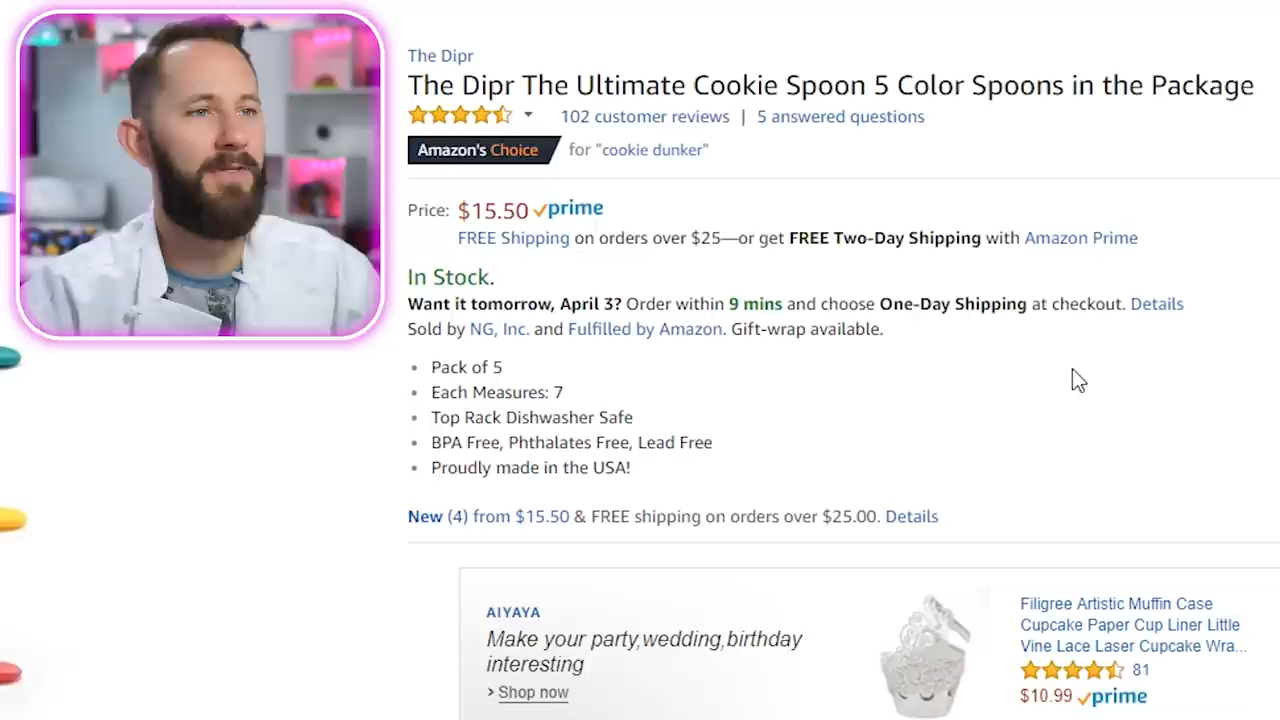 The Dipr
The Dipr The Ultimate Cookie Spoon 5 Color Spoons in the Package
102 customer reviews | 5 answered questions
Amazon's Choice for "cookie dunker"
Price: $15.50 prime
FREE Shipping on orders over $25—or get FREE Two-Day Shipping with Amazon Prime
In Stock.
Want it tomorrow, April 3? Order within 9 mins and choose One-Day Shipping at checkout. Details
Sold by NG, Inc. and Fulfilled by Amazon. Gift-wrap available.
• Pack of 5
• Each Measures: 7
• Top Rack Dishwasher Safe
• BPA Free, Phthalates Free, Lead Free
• Proudly made in the USA!
New (4) from $15.50 & FREE shipping on orders over $25.00. Details
AIYAYA
Make your party,wedding,birthday
interesting
› Shop now
Filigree Artistic Muffin Case
Cupcake Paper Cup Liner Little
Vine Lace Laser Cupcake Wra...
81
$10.99 prime